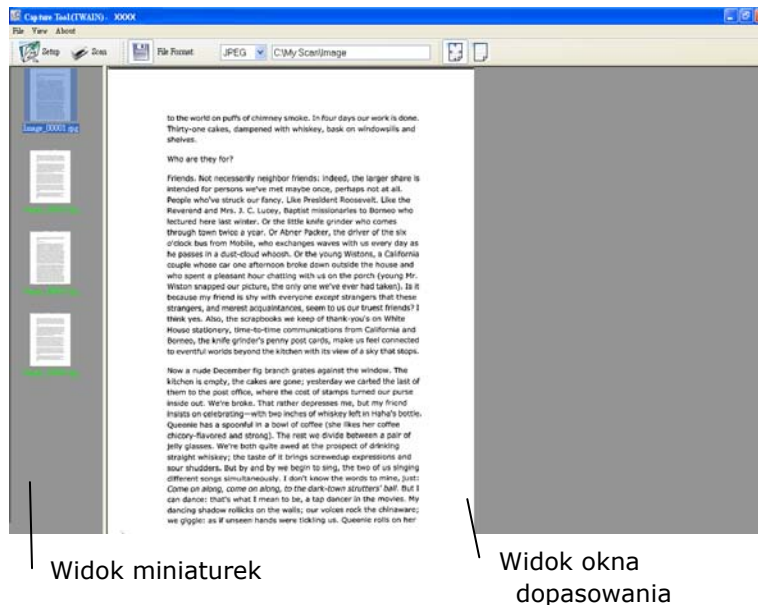 Capture Tool(TWAIN) - XXXX
File View About
Setup Scan File Format JPEG C:\My Scan\Image
Image_00001.jpg
to the world on puffs of chimney smoke. In four days our work is done.
Thirty-one cakes, dampened with whiskey, bask on windowsills and
shelves.
Who are they for?
Friends. Not necessarily neighbor friends: indeed, the larger share is
intended for persons we've met maybe once, perhaps not at all.
People who've struck our fancy. Like President Roosevelt. Like the
Reverend and Mrs. J. C. Lucey, Baptist missionaries to Borneo who
lectured here last winter. Or the little knife grinder who comes
through town twice a year. Or Abner Packer, the driver of the six
o'clock bus from Mobile, who exchanges waves with us every day as
he passes in a dust-cloud whoosh. Or the young Wistons, a California
couple whose car one afternoon broke down outside the house and
who spent a pleasant hour chatting with us on the porch (young Mr.
Wiston snapped our picture, the only one we've ever had taken). Is it
because my friend is shy with everyone except strangers that these
strangers, and merest acquaintances, seem to us our truest friends? I
think yes. Also, the scrapbooks we keep of thank-you's on White
House stationery, time-to-time communications from California and
Borneo, the knife grinder's penny post cards, make us feel connected
to eventful worlds beyond the kitchen with its view of a sky that stops.
Now a nude December fig branch grates against the window. The
kitchen is empty, the cakes are gone; yesterday we carted the last of
them to the post office, where the cost of stamps turned our purse
inside out. We're broke. That rather depresses me, but my friend
insists on celebrating—with two inches of whiskey left in Haha's bottle.
Queenie has a spoonful in a bowl of coffee (she likes her coffee
chicory-flavored and strong). The rest we divide between a pair of
jelly glasses. We're both quite awed at the prospect of drinking
straight whiskey; the taste of it brings screwedup expressions and
sour shudders. But by and by we begin to sing, the two of us singing
different songs simultaneously. I don't know the words to mine, just:
Come on along, come on along, to the dark-town strutters' ball. But I
can dance: that's what I mean to be, a tap dancer in the movies. My
dancing shadow rollicks on the walls; our voices rock the chinaware;
we giggle: as if unseen hands were tickling us. Queenie rolls on her
Widok miniaturek
Widok okna
dopasowania